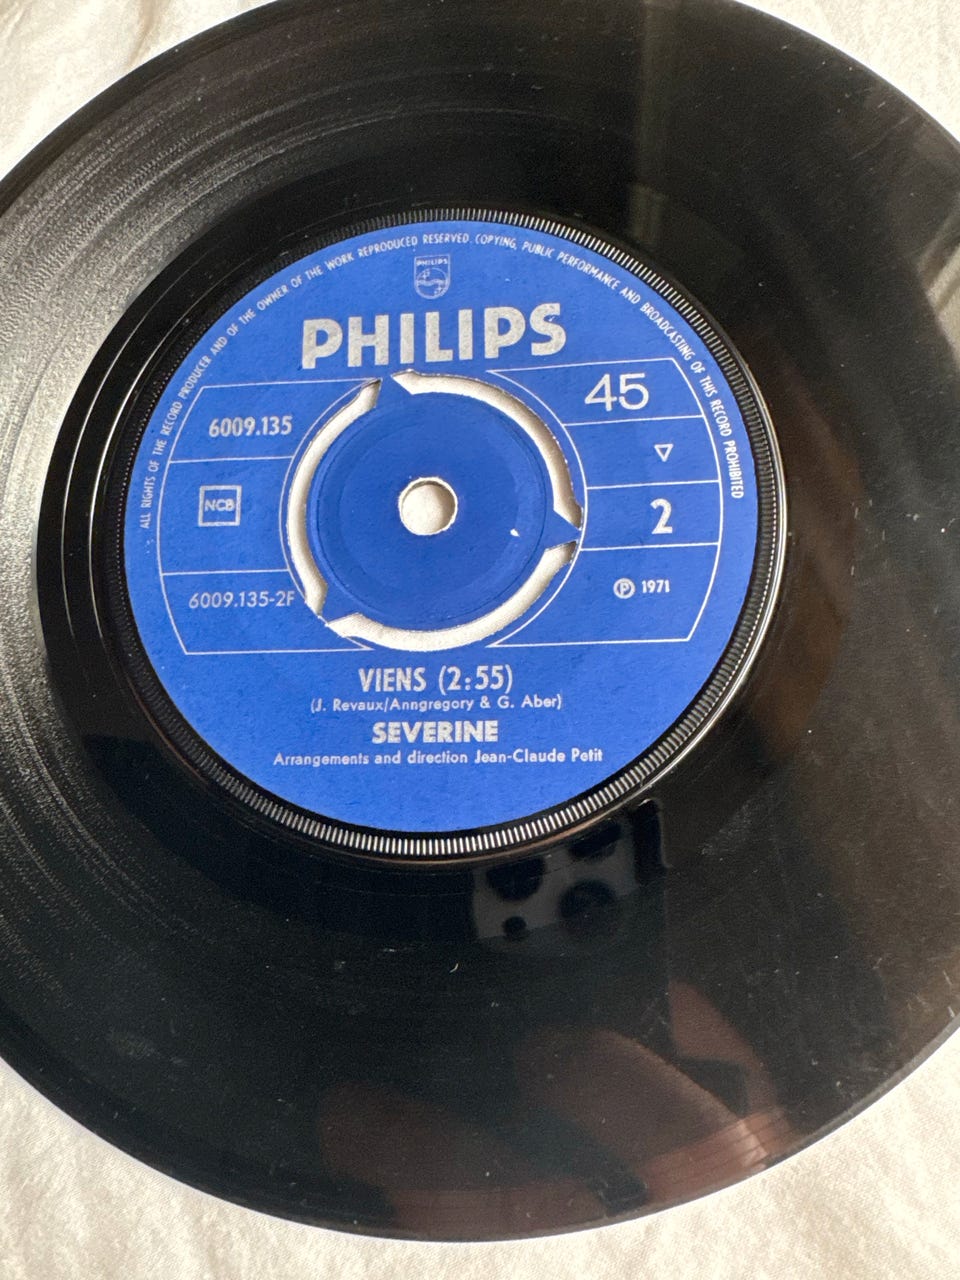 ALL RIGHTS OF THE RECORD PRODUCER AND OF THE OWNER OF THE WORK REPRODUCED RESERVED. COPYING, PUBLIC PERFORMANCE AND BROADCASTING OF THIS RECORD PROHIBITED
PHILIPS
PHILIPS
6009.135
45
NCB
2
6009.135-2F
℗ 1971
VIENS (2:55)
(J. Revaux/Anngregory & G. Aber)
SEVERINE
Arrangements and direction Jean-Claude Petit